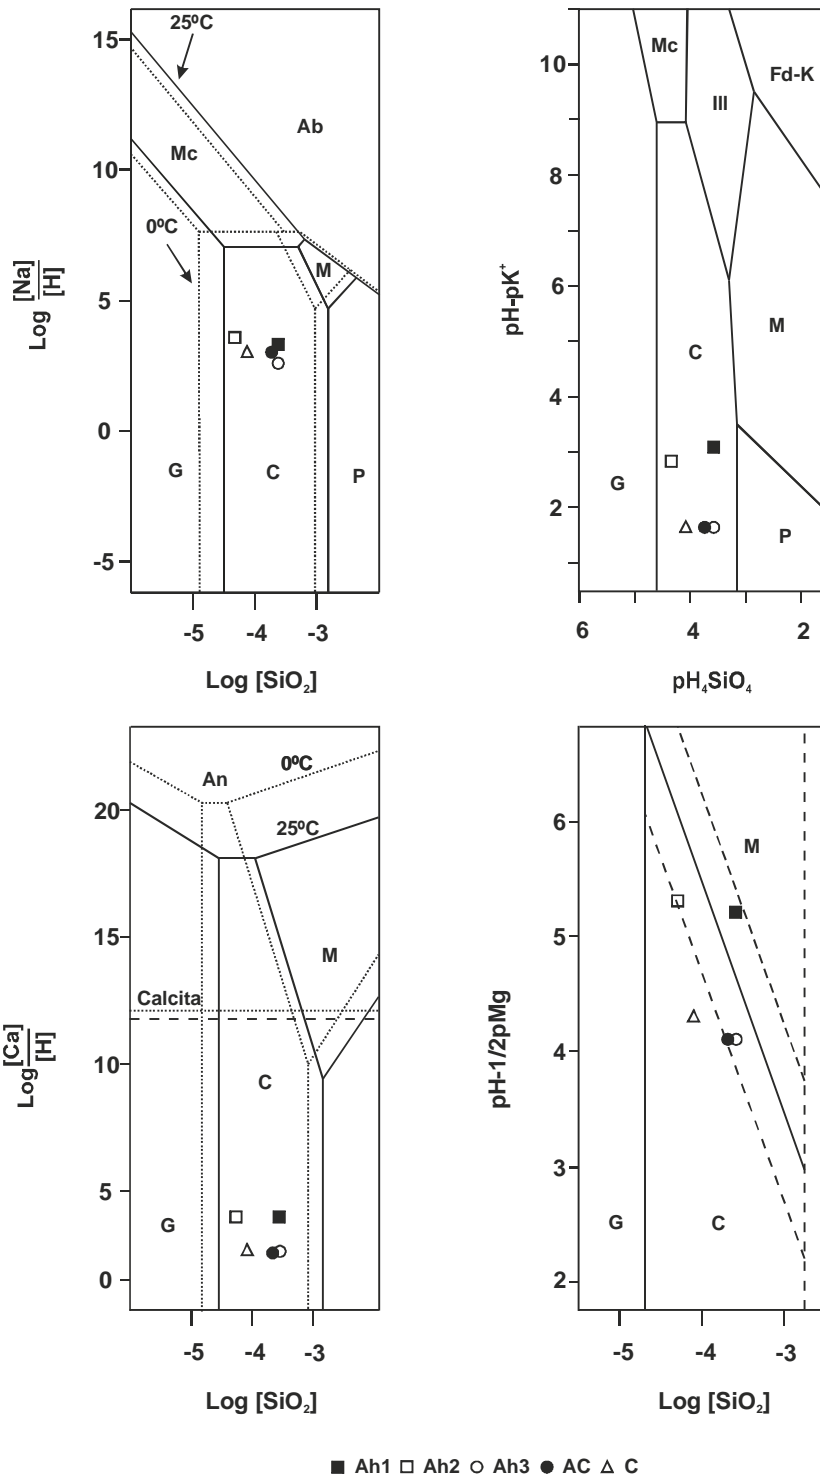 15
25ºC
Ab
Mc
10
0ºC
Log [Na]
[H]
5
M
0
G
C
P
-5
-5
-4
-3
Log [SiO₂]
10
Mc
Ill
Fd-K
8
pH-pK⁺
6
M
C
4
G
2
P
6
4
2
pH₄SiO₄
An
0ºC
20
25ºC
15
M
Calcita
Log [Ca]
[H]
10
C
5
G
0
-5
-4
-3
Log [SiO₂]
6
M
5
pH-1/2pMg
4
3
G
C
2
-5
-4
-3
Log [SiO₂]
Ah1 Ah2 Ah3 AC C